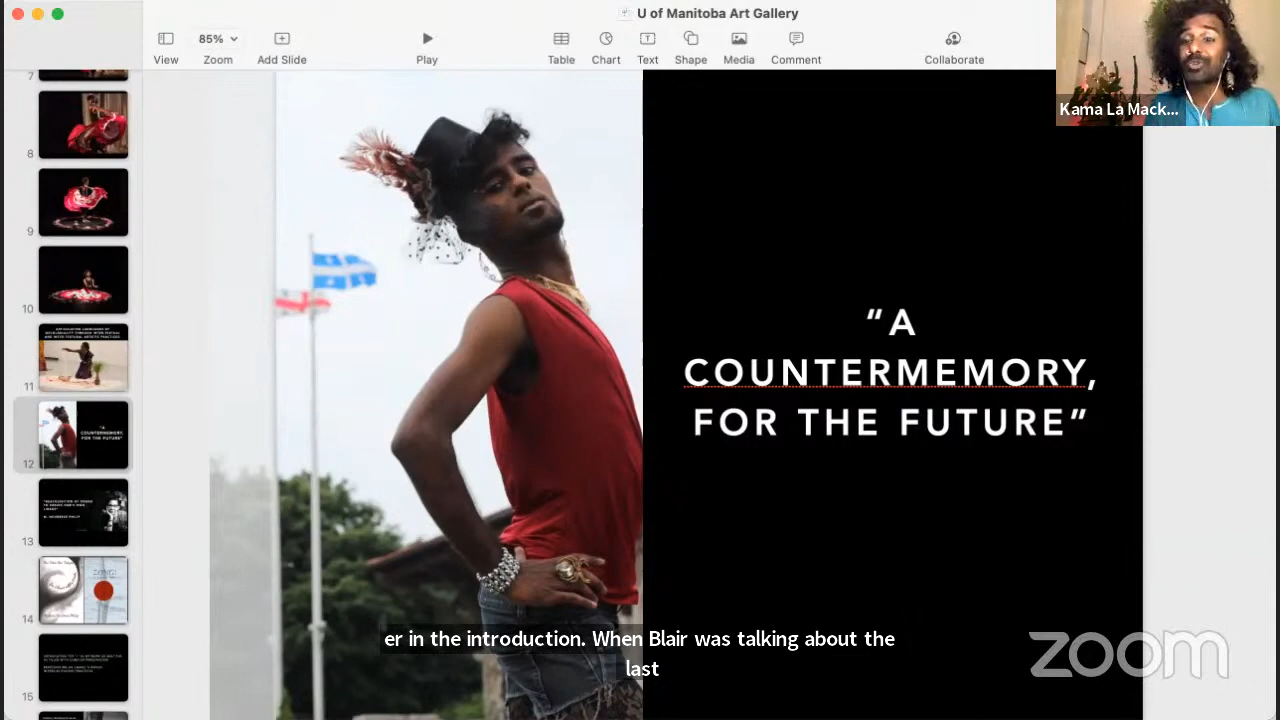 U of Manitoba Art Gallery
85%
View
Zoom
Add Slide
Play
Table
Chart
Text
Shape
Media
Comment
Collaborate
Kama La Mack...
7
8
9
10
11
12
13
14
15
"A
COUNTERMEMORY,
FOR THE FUTURE"
er in the introduction. When Blair was talking about the
last
zoom